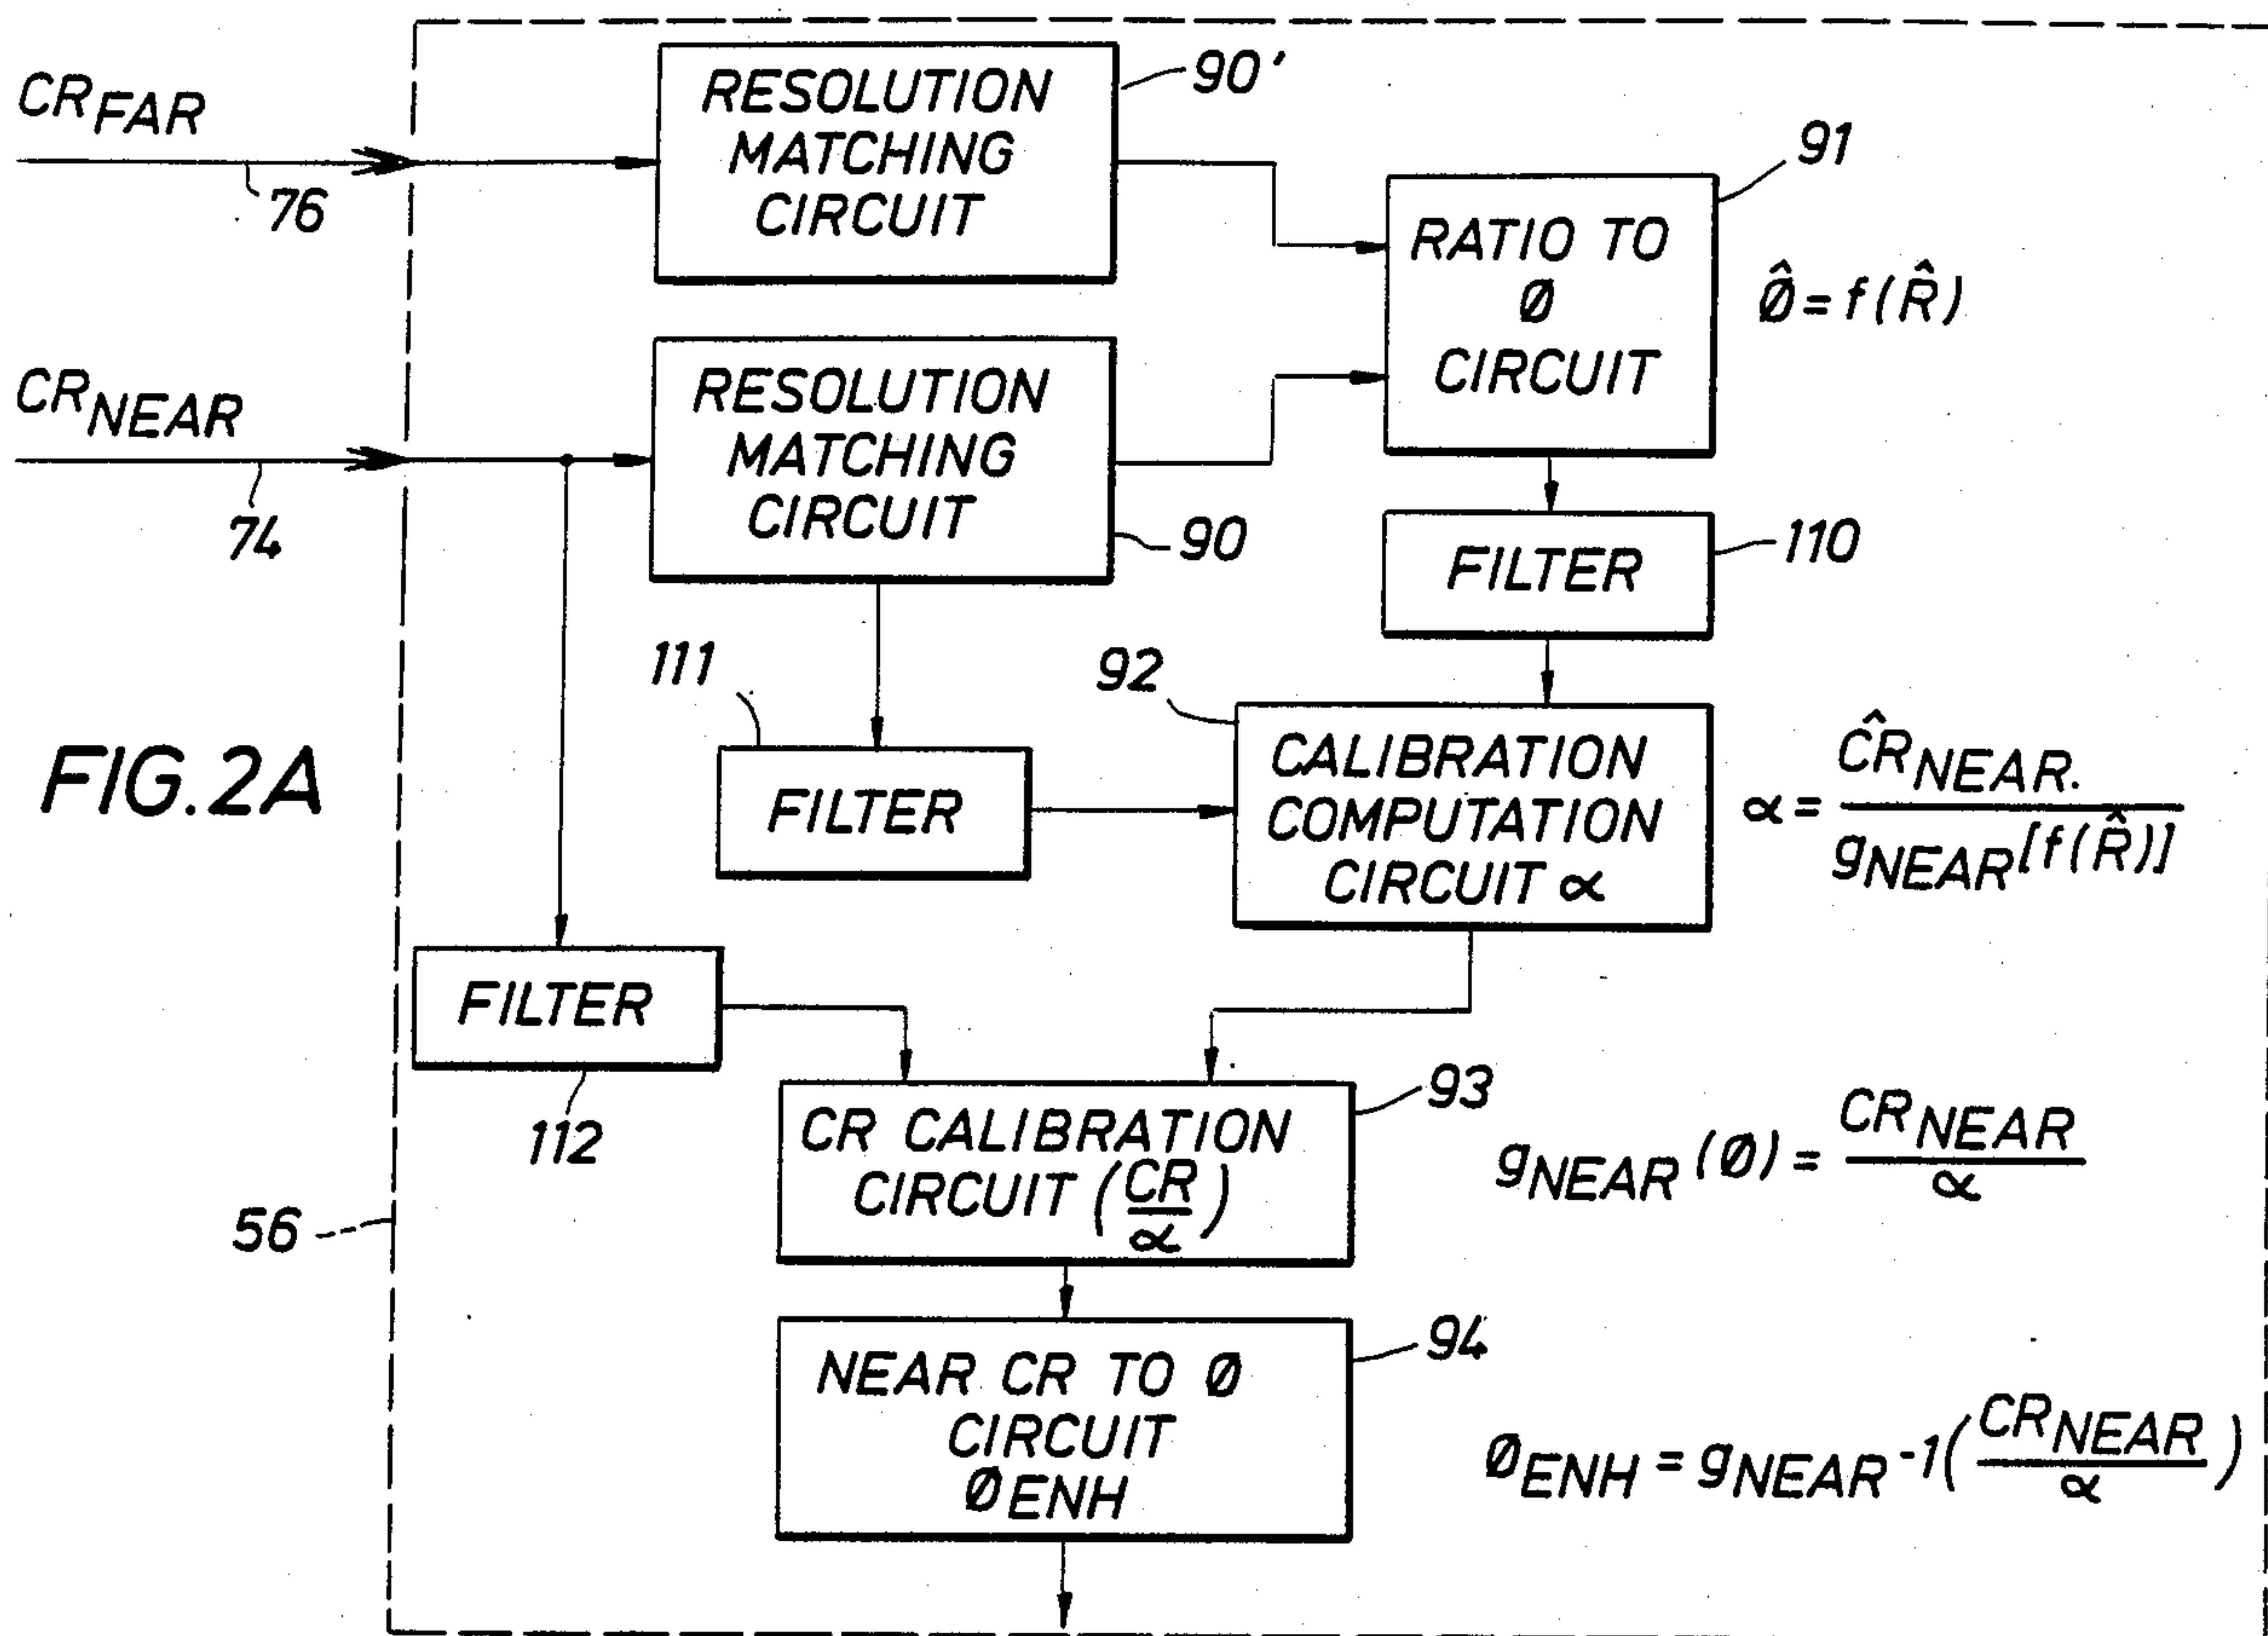 CR FAR
76
RESOLUTION
MATCHING
CIRCUIT
90'
91
RATIO TO
Ø
CIRCUIT
Ø̂ = f(R̂)
CR NEAR
74
RESOLUTION
MATCHING
CIRCUIT
90
FILTER
110
111
FILTER
92
CALIBRATION
COMPUTATION
CIRCUIT ∝
∝ = ĈR NEAR.
g NEAR [f(R̂)]
FIG.2A
FILTER
112
CR CALIBRATION
CIRCUIT (CR/∝)
93
g NEAR (Ø) = CR NEAR/∝
56
NEAR CR TO Ø
CIRCUIT
Ø ENH
94
Ø ENH = g NEAR -1(CR NEAR/∝)